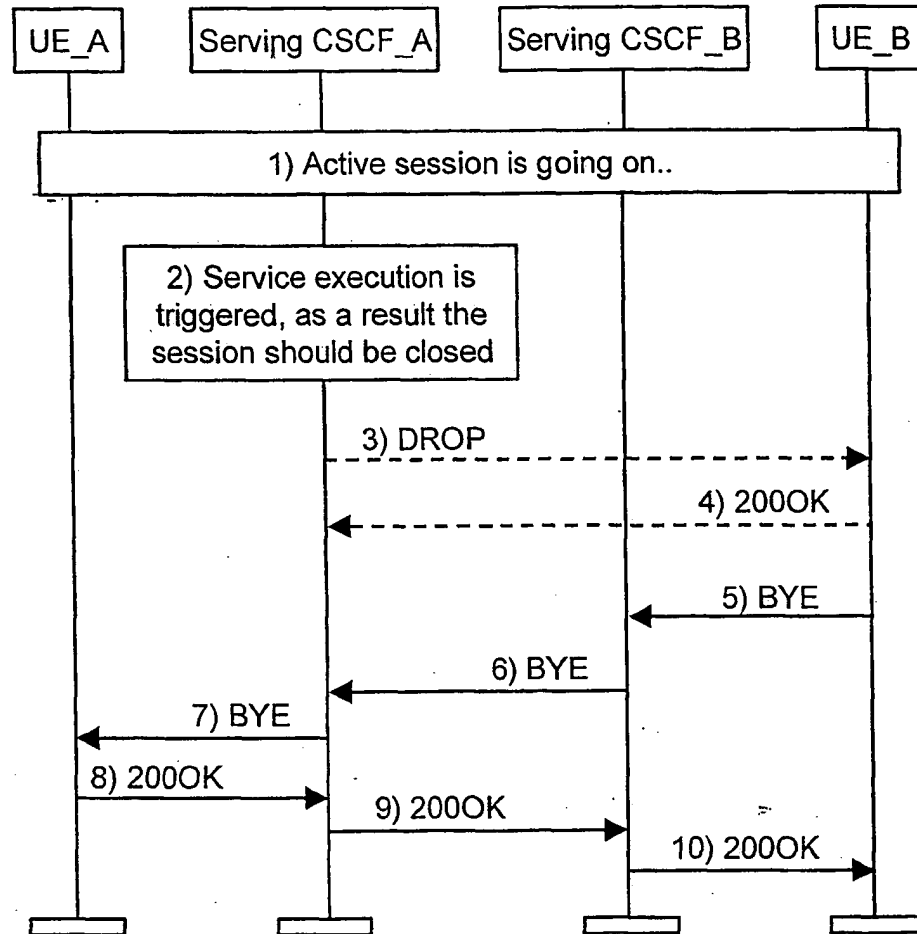 UE_A
Serving CSCF_A
Serving CSCF_B
UE_B
1) Active session is going on..
2) Service execution is
triggered, as a result the
session should be closed
3) DROP
4) 200OK
5) BYE
6) BYE
7) BYE
8) 200OK
9) 200OK
10) 200OK